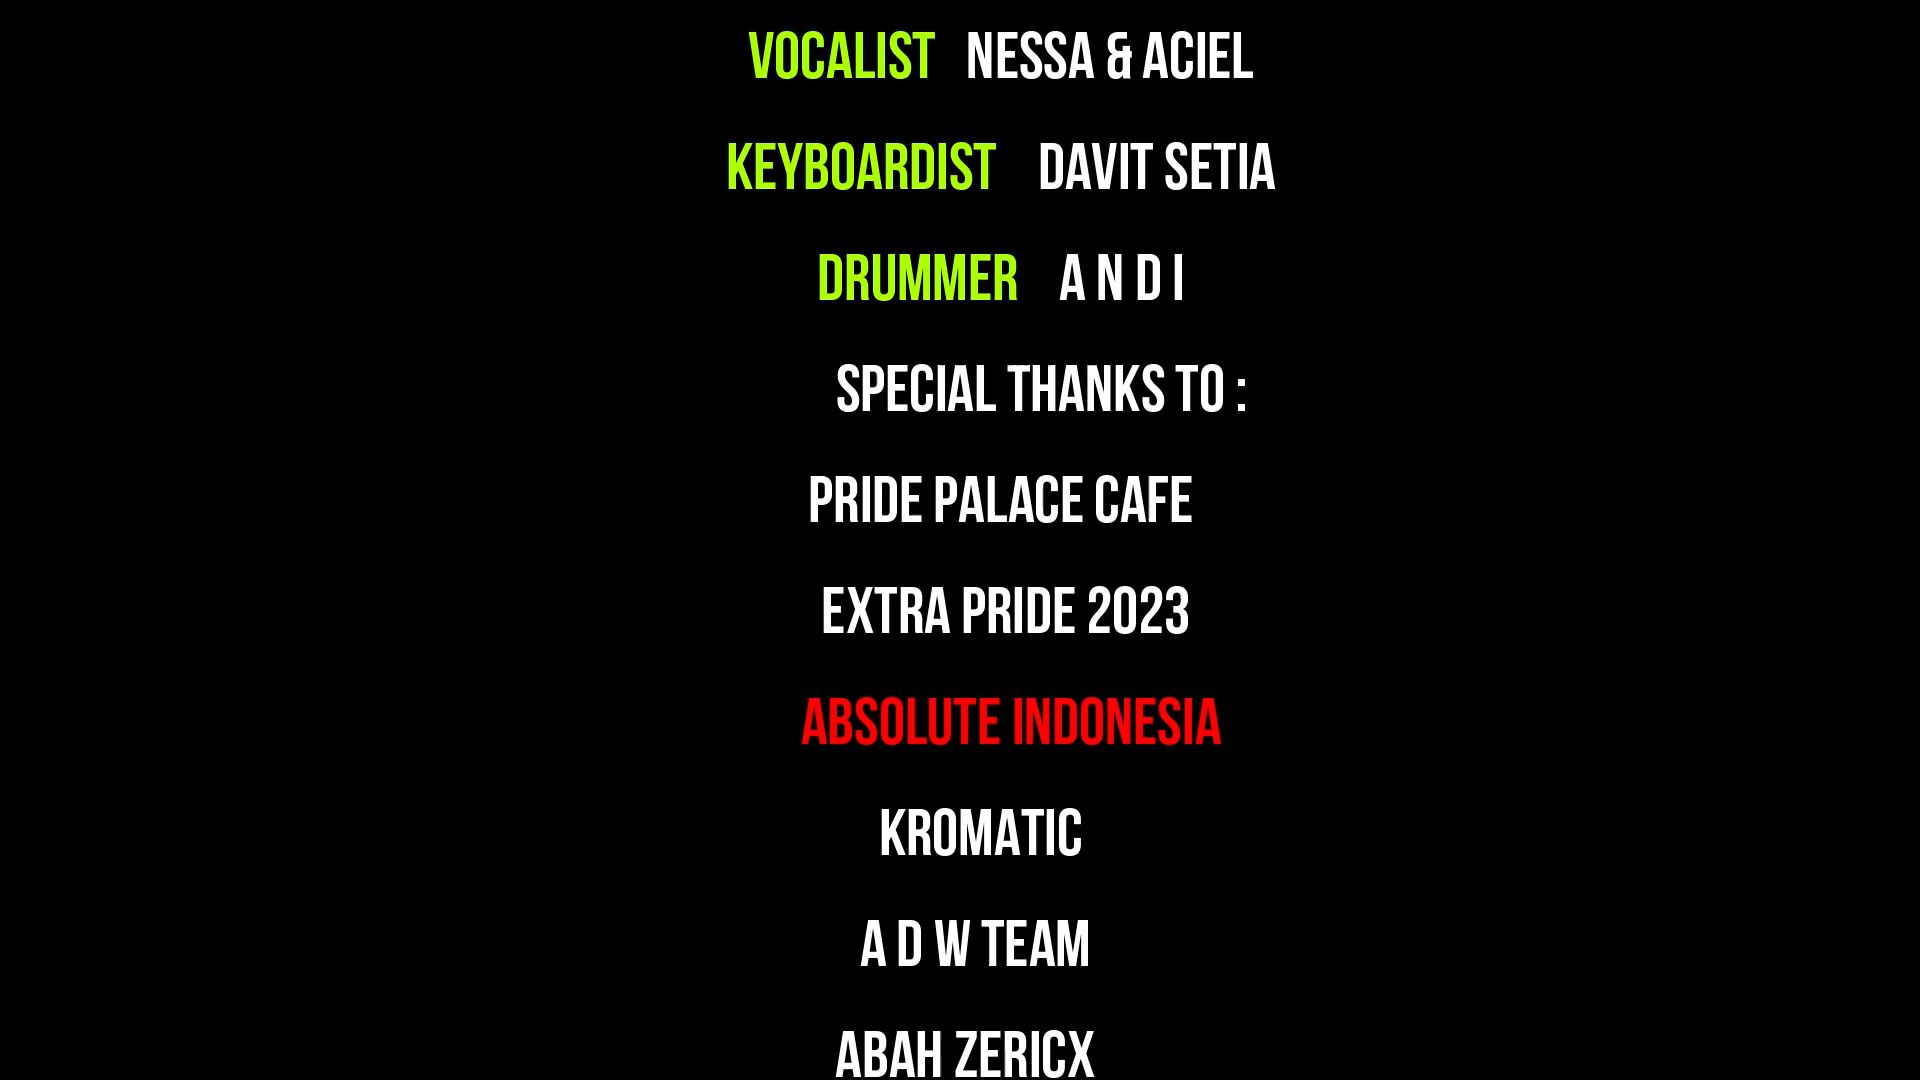 VOCALIST NESSA & ACIEL
KEYBOARDIST DAVIT SETIA
DRUMMER A N D I
SPECIAL THANKS TO :
PRIDE PALACE CAFE
EXTRA PRIDE 2023
ABSOLUTE INDONESIA
KROMATIC
A D W TEAM
ABAH ZERICX